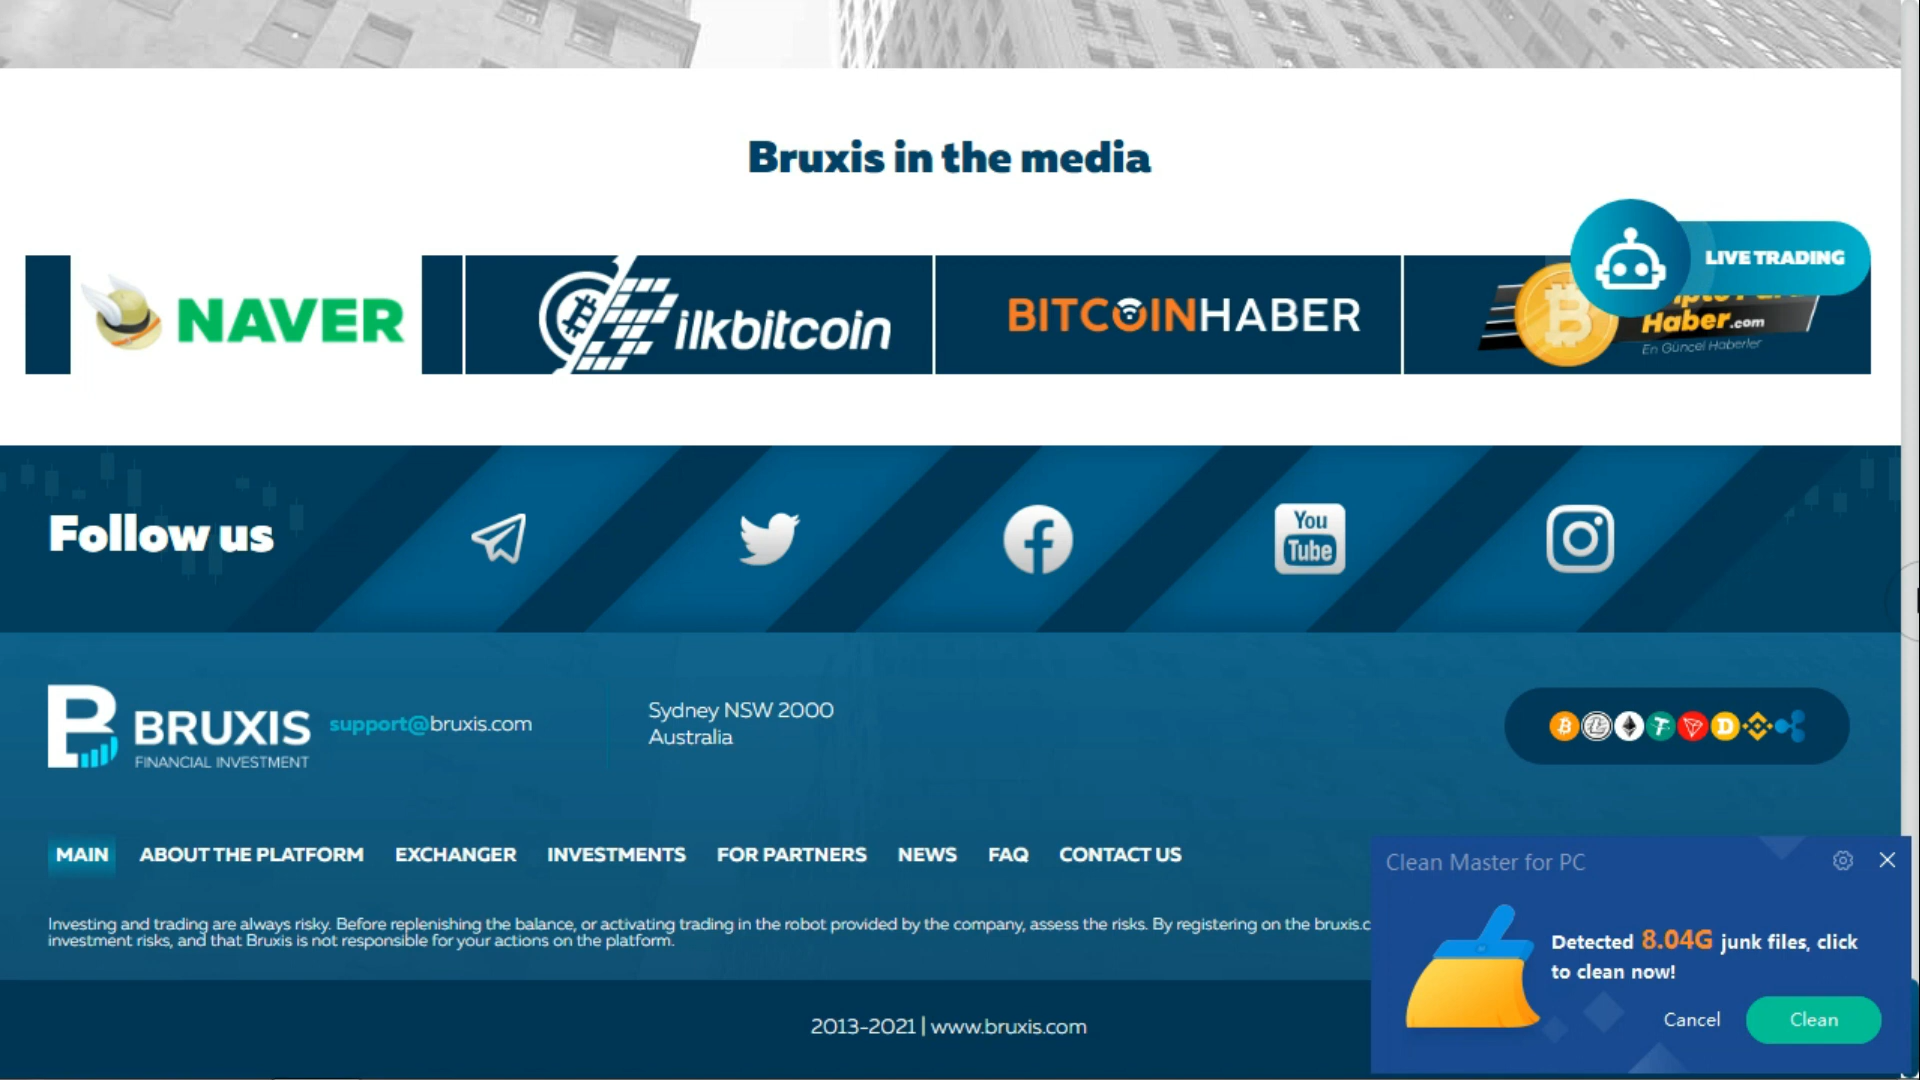 Bruxis in the media
LIVE TRADING
NAVER
ilkbitcoin
BITCOINHABER
Haber.com
En Güncel Haberler
Follow us
You
Tube
BRUXIS
FINANCIAL INVESTMENT
support@bruxis.com
Sydney NSW 2000
Australia
MAIN ABOUT THE PLATFORM EXCHANGER INVESTMENTS FOR PARTNERS NEWS FAQ CONTACT US
Investing and trading are always risky. Before replenishing the balance, or activating trading in the robot provided by the company, assess the risks. By registering on the bruxis.c
investment risks, and that Bruxis is not responsible for your actions on the platform.
2013-2021 | www.bruxis.com
Clean Master for PC
Detected 8.04G junk files, click
to clean now!
Cancel
Clean